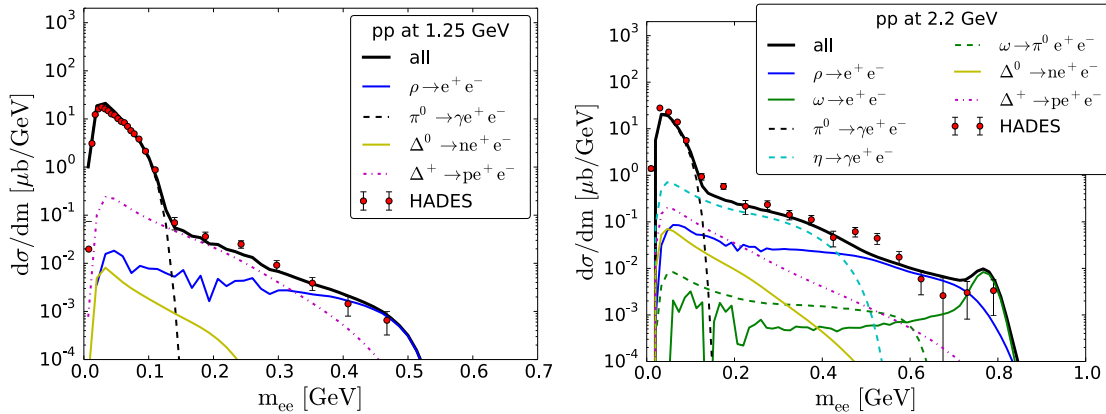 pp at 1.25 GeV
all
ρ→e⁺ e⁻
π⁰ →γe⁺ e⁻
Δ⁰ →ne⁺ e⁻
Δ⁺ →pe⁺ e⁻
HADES
10²
10¹
10⁰
10⁻¹
10⁻²
10⁻³
10⁻⁴
dσ/dm [μb/GeV]
0.0 0.1 0.2 0.3 0.4 0.5 0.6 0.7
m_ee [GeV]
pp at 2.2 GeV
all
ρ→e⁺ e⁻
ω→e⁺ e⁻
π⁰ →γe⁺ e⁻
η→γe⁺ e⁻
ω→π⁰ e⁺ e⁻
Δ⁰ →ne⁺ e⁻
Δ⁺ →pe⁺ e⁻
HADES
10²
10¹
10⁰
10⁻¹
10⁻²
10⁻³
10⁻⁴
dσ/dm [μb/GeV]
0.0 0.2 0.4 0.6 0.8 1.0
m_ee [GeV]